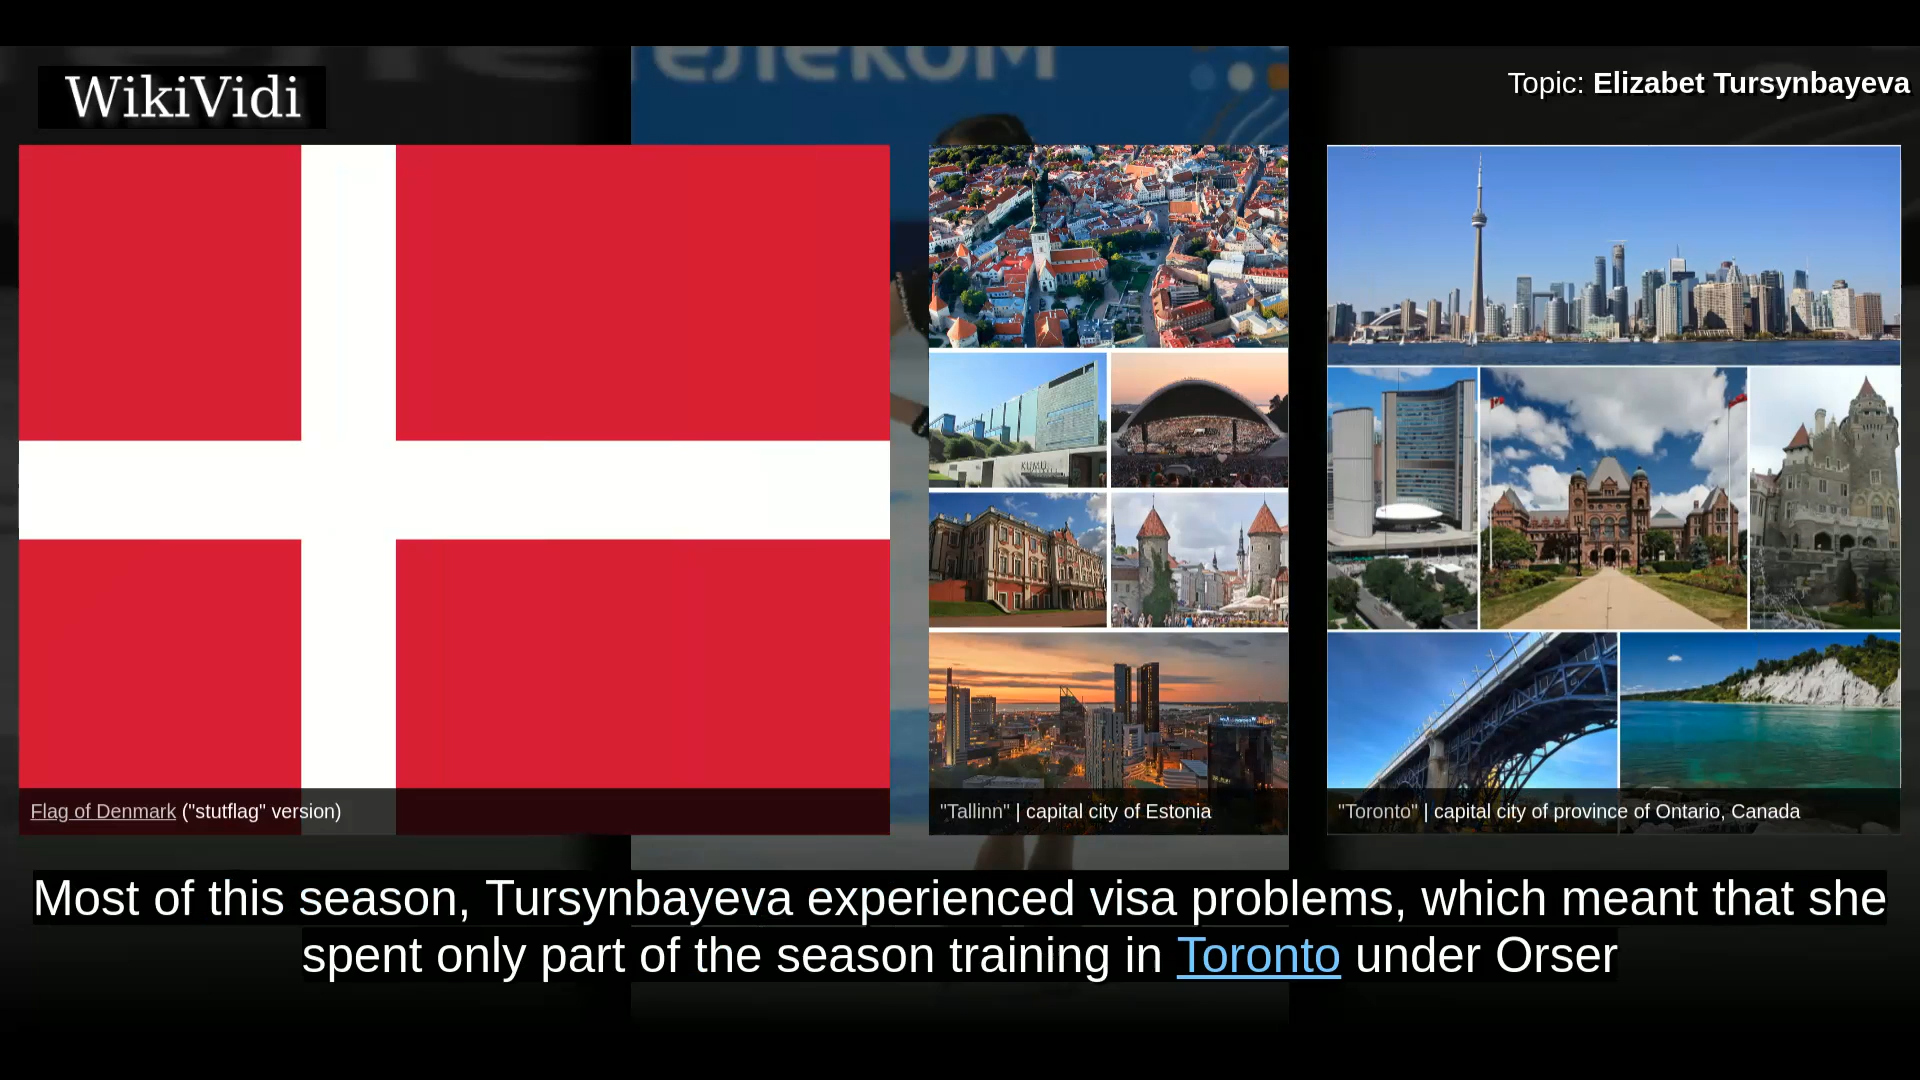 телеком
WikiVidi
Topic: Elizabet Tursynbayeva
KUMU
Flag of Denmark ("stutflag" version)
"Tallinn" | capital city of Estonia
"Toronto" | capital city of province of Ontario, Canada
Most of this season, Tursynbayeva experienced visa problems, which meant that she
spent only part of the season training in Toronto under Orser